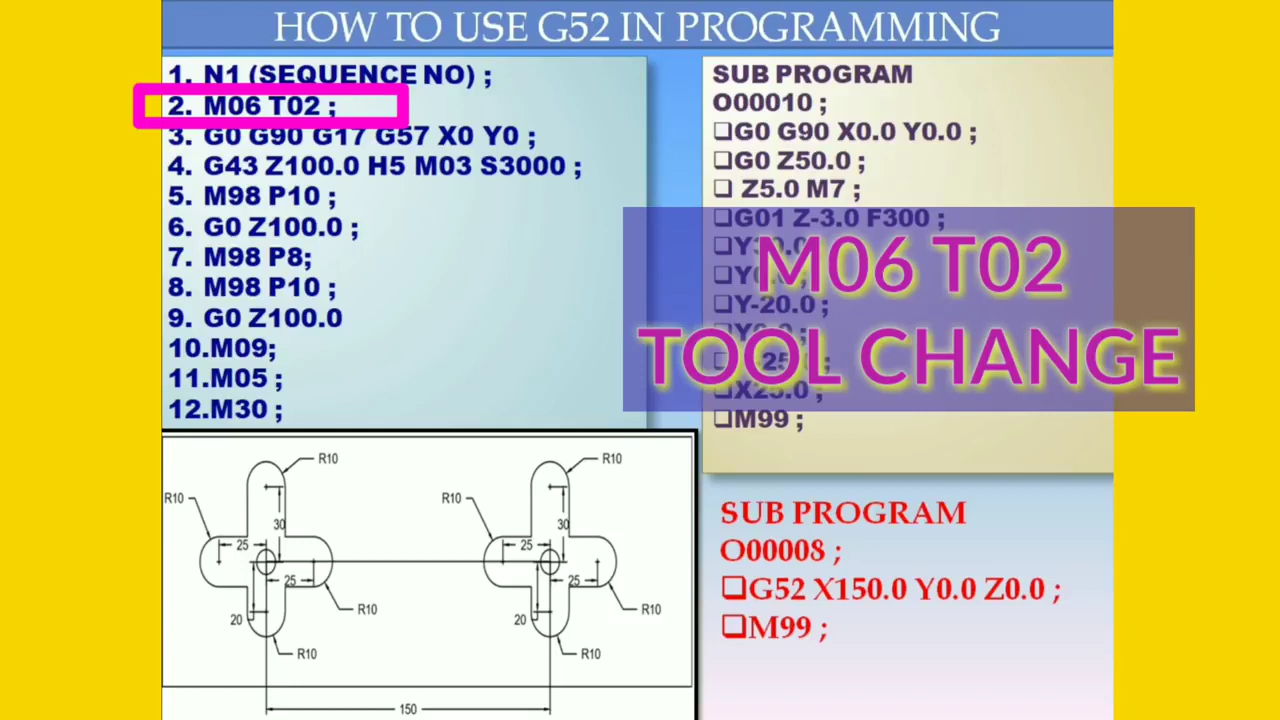 HOW TO USE G52 IN PROGRAMMING
1. N1 (SEQUENCE NO) ;
2. M06 T02 ;
3. G0 G90 G17 G57 X0 Y0 ;
4. G43 Z100.0 H5 M03 S3000 ;
5. M98 P10 ;
6. G0 Z100.0 ;
7. M98 P8;
8. M98 P10 ;
9. G0 Z100.0
10.M09;
11.M05 ;
12.M30 ;
SUB PROGRAM
O00010 ;
❑G0 G90 X0.0 Y0.0 ;
❑G0 Z50.0 ;
❑ Z5.0 M7 ;
❑G01 Z-3.0 F300 ;
❑Y-20.0 ;
❑X25.0 ;
❑M99 ;
M06 T02
TOOL CHANGE
R10
R10
30
25
25
R10
20
R10
R10
R10
30
25
25
R10
20
R10
150
SUB PROGRAM
O00008 ;
❑G52 X150.0 Y0.0 Z0.0 ;
❑M99 ;